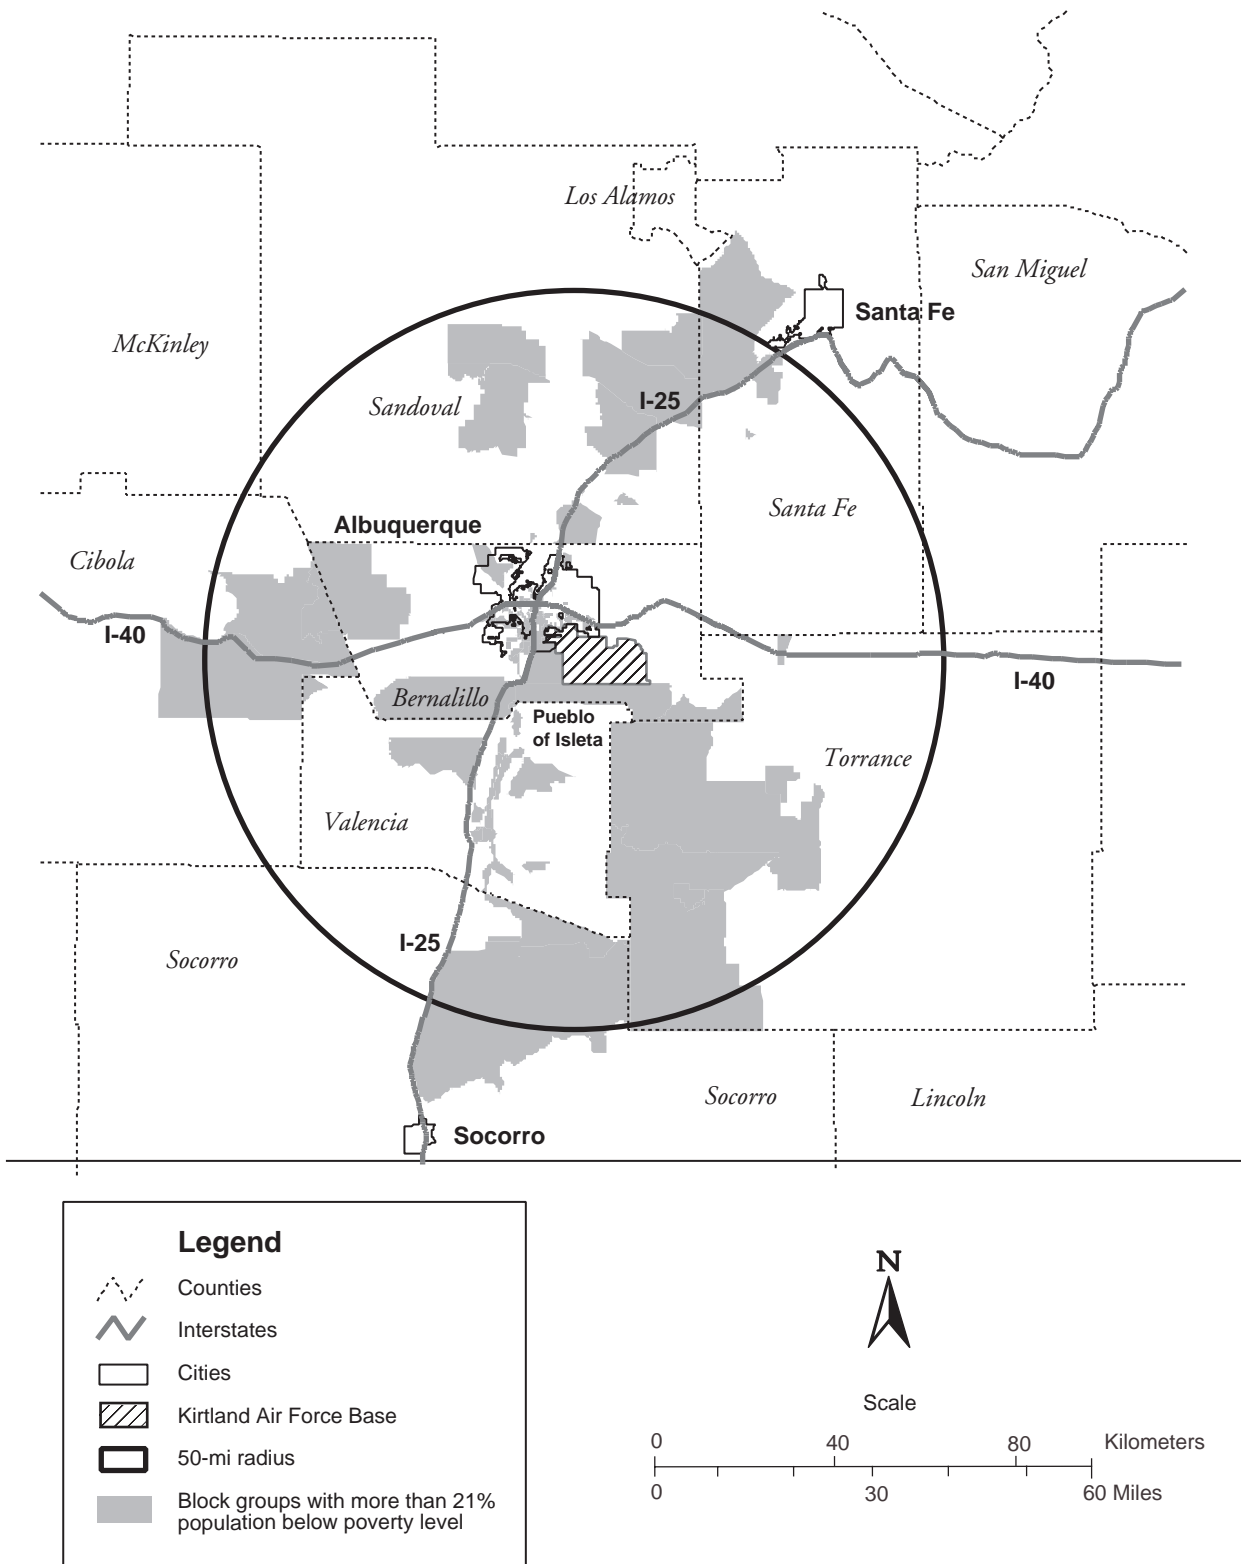 Los Alamos
San Miguel
Santa Fe
McKinley
I-25
Sandoval
Santa Fe
Albuquerque
Cibola
I-40
I-40
Bernalillo
Pueblo
of Isleta
Torrance
Valencia
I-25
Socorro
Socorro
Lincoln
Socorro
Legend
Counties
Interstates
Cities
Kirtland Air Force Base
50-mi radius
Block groups with more than 21%
population below poverty level
N
Scale
0 40 80 Kilometers
0 30 60 Miles